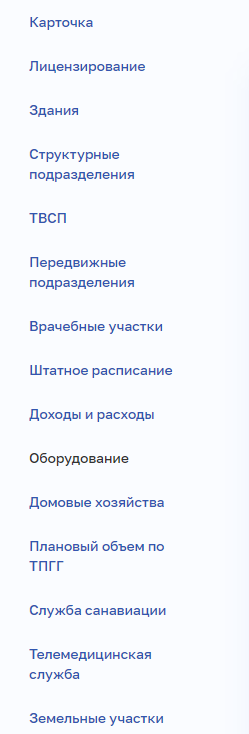 Карточка
Лицензирование
Здания
Структурные
подразделения
ТВСП
Передвижные
подразделения
Врачебные участки
Штатное расписание
Доходы и расходы
Оборудование
Домовые хозяйства
Плановый объем по
ТПГГ
Служба санавиации
Телемедицинская
служба
Земельные участки